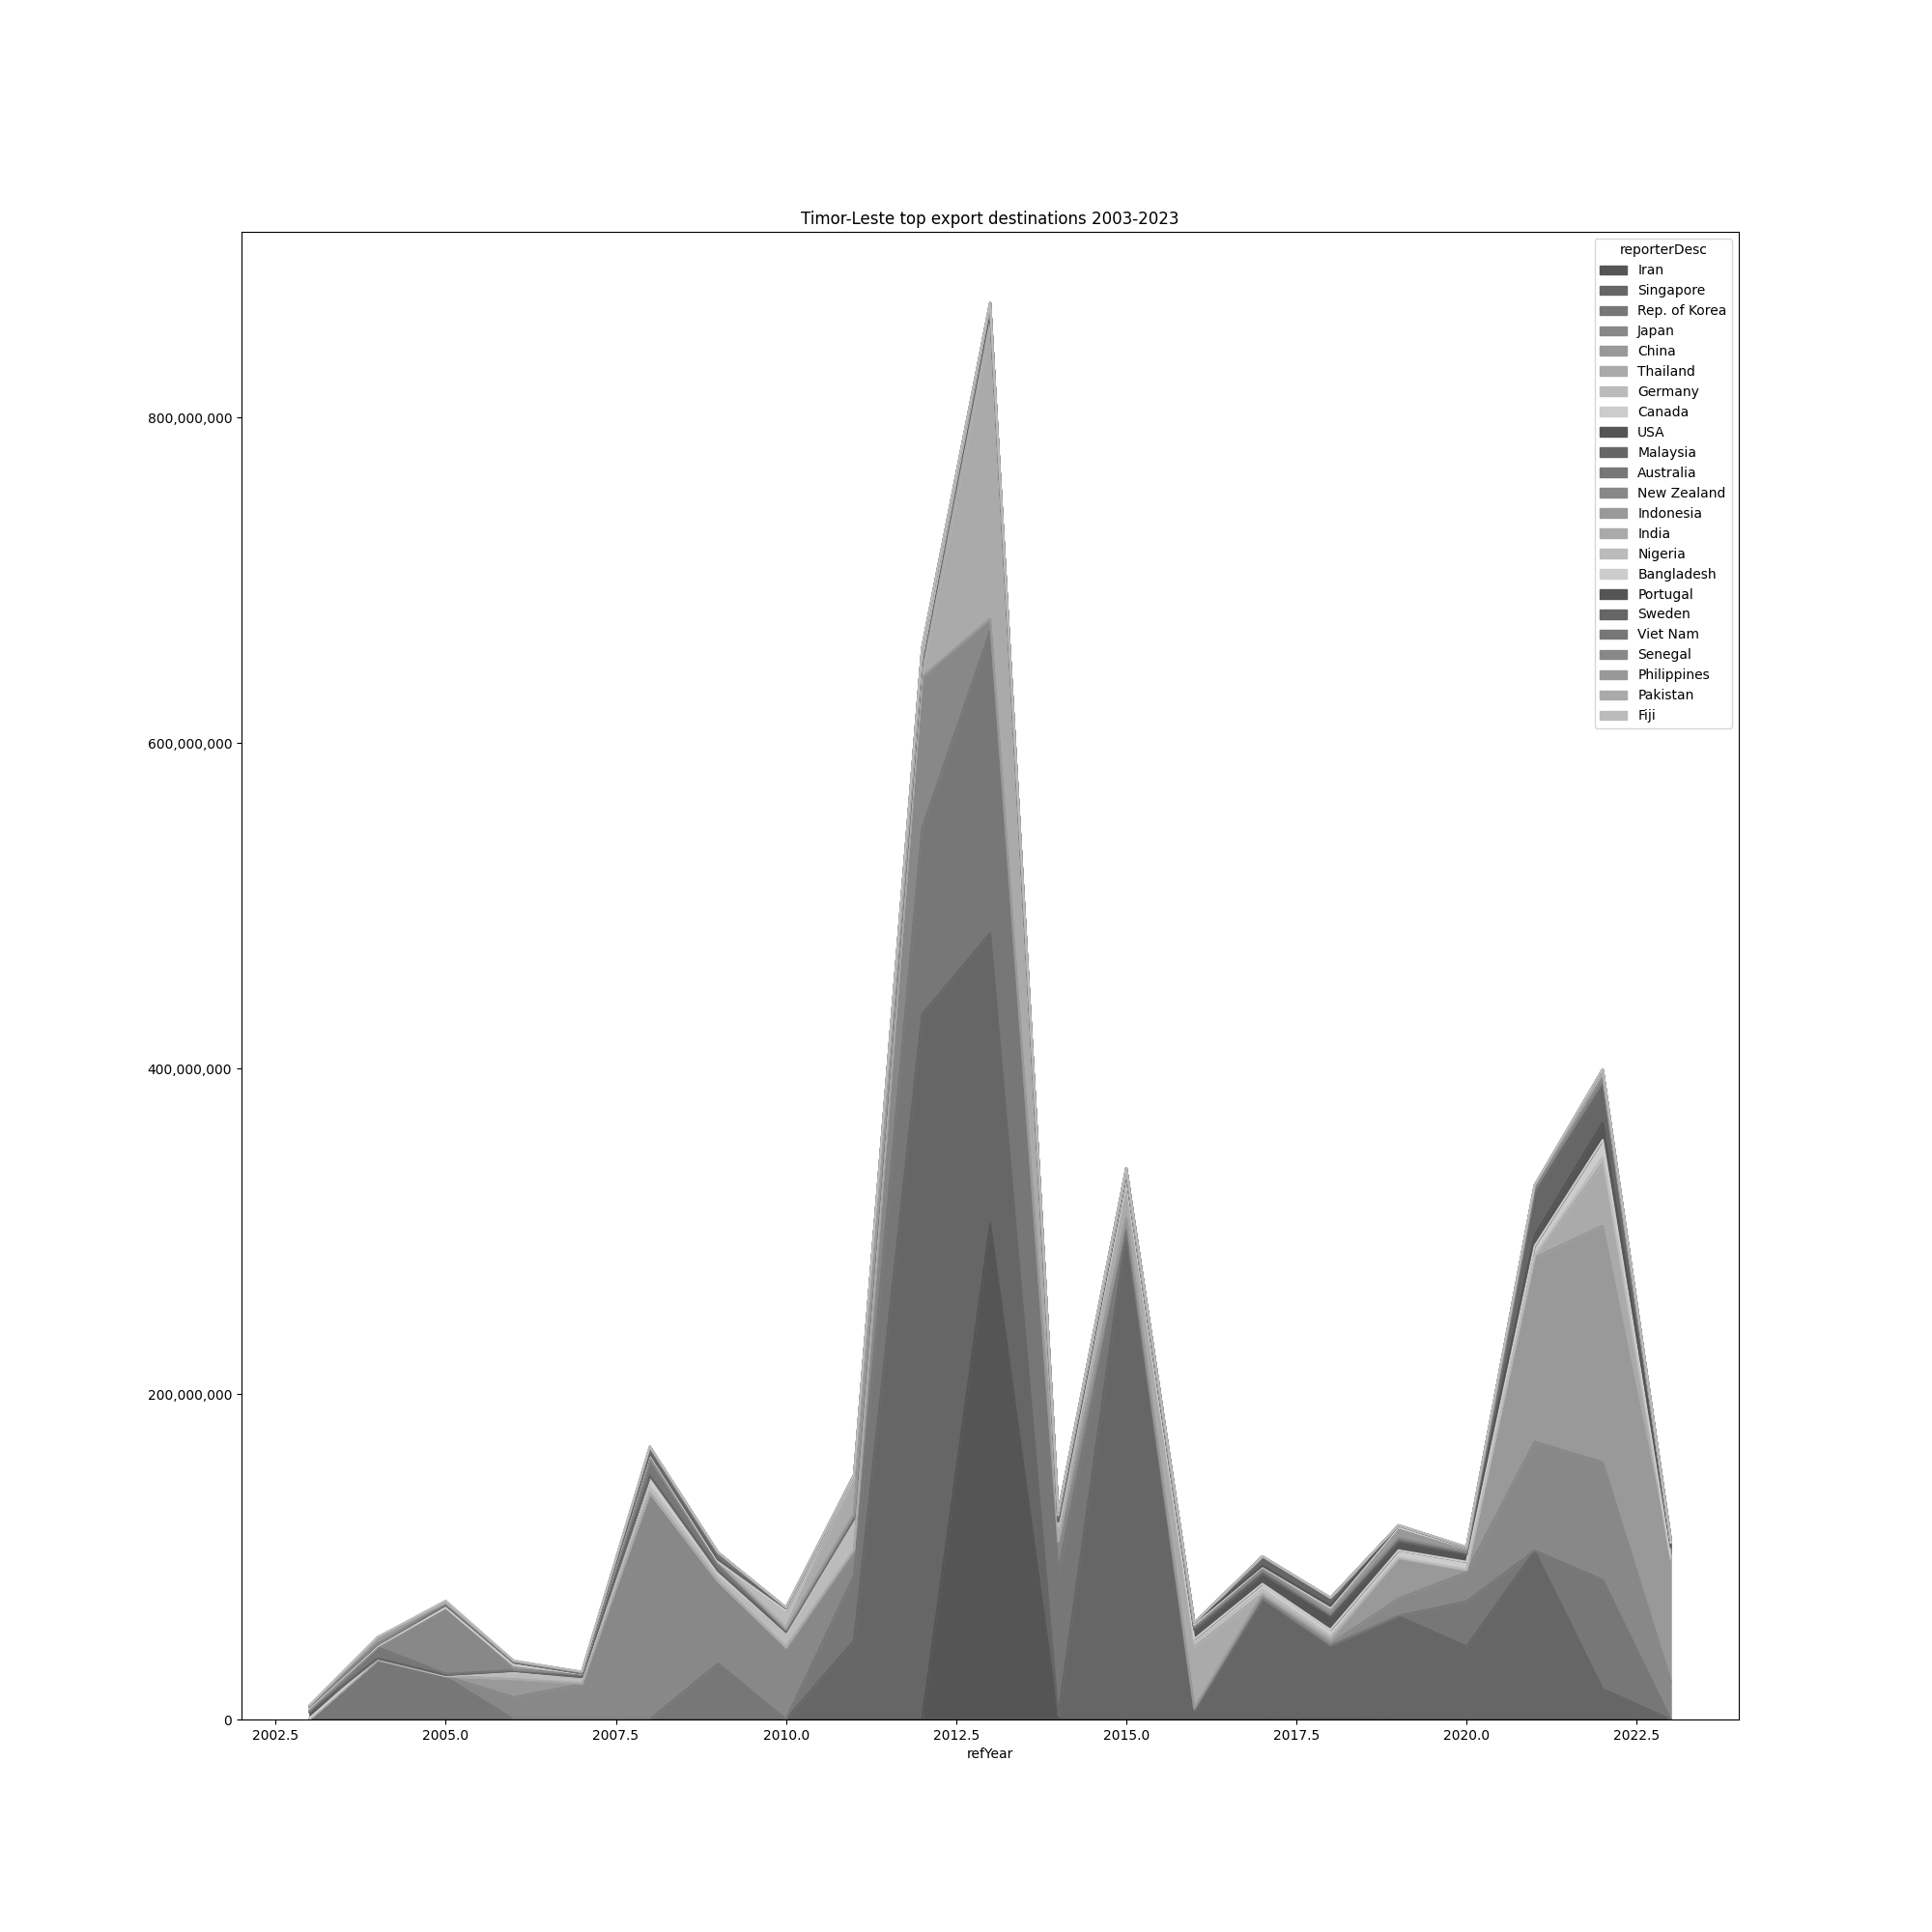 Timor-Leste top export destinations 2003-2023
reporterDesc
Iran
Singapore
Rep. of Korea
Japan
China
Thailand
Germany
Canada
USA
Malaysia
Australia
New Zealand
Indonesia
India
Nigeria
Bangladesh
Portugal
Sweden
Viet Nam
Senegal
Philippines
Pakistan
Fiji
800,000,000
600,000,000
400,000,000
200,000,000
0
2002.5 2005.0 2007.5 2010.0 2012.5 2015.0 2017.5 2020.0 2022.5
refYear